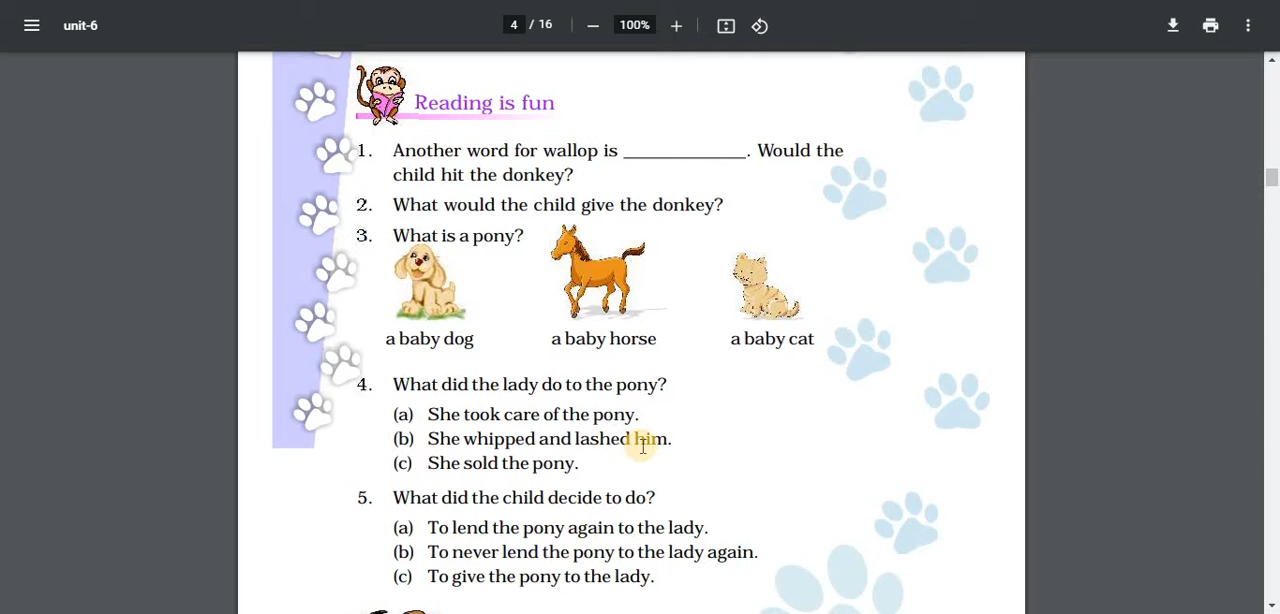 unit-6
4 / 16
100%
Reading is fun
1. Another word for wallop is ____________. Would the
child hit the donkey?
2. What would the child give the donkey?
3. What is a pony?
a baby dog a baby horse a baby cat
4. What did the lady do to the pony?
(a) She took care of the pony.
(b) She whipped and lashed him.
(c) She sold the pony.
5. What did the child decide to do?
(a) To lend the pony again to the lady.
(b) To never lend the pony to the lady again.
(c) To give the pony to the lady.